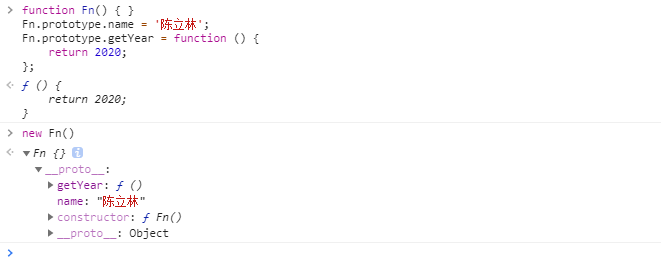 function Fn() { }
Fn.prototype.name = '陈立林';
Fn.prototype.getYear = function () {
    return 2020;
};
ƒ () {
    return 2020;
}
new Fn()
Fn {} i
__proto__:
getYear: ƒ ()
name: "陈立林"
constructor: ƒ Fn()
__proto__: Object